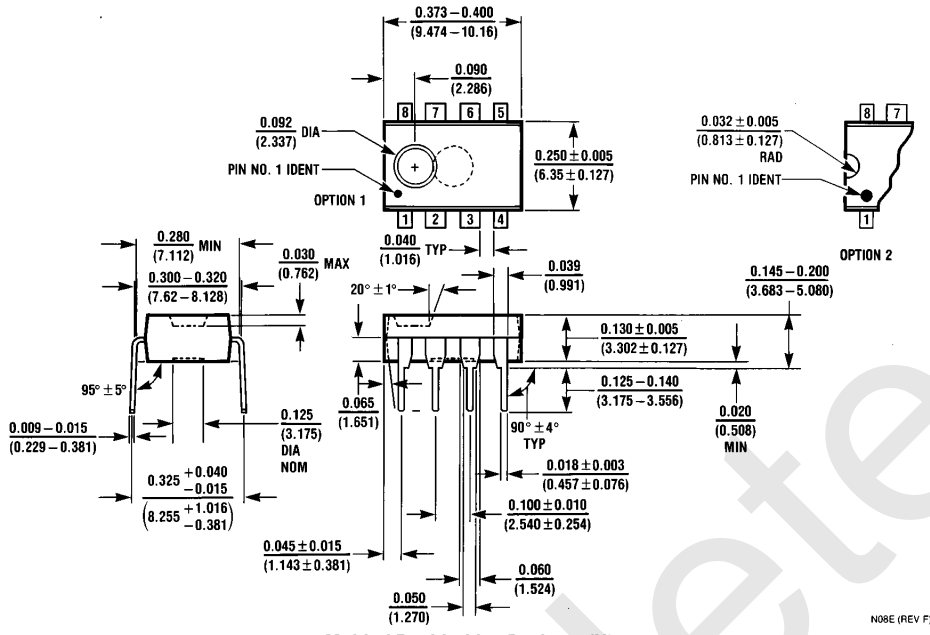 0.373–0.400
(9.474–10.16)
0.090
(2.286)
8 7 6 5
0.092 DIA
(2.337)
PIN NO. 1 IDENT
OPTION 1
+
1 2 3 4
0.250 ± 0.005
(6.35 ± 0.127)
0.032 ± 0.005
(0.813 ± 0.127)
RAD
PIN NO. 1 IDENT
8 7
1
OPTION 2
0.280 MIN
(7.112)
0.300–0.320
(7.62–8.128)
0.030 MAX
(0.762)
0.040 TYP
(1.016)
0.039
(0.991)
20° ±1°
0.145–0.200
(3.683–5.080)
0.130 ± 0.005
(3.302 ± 0.127)
0.125–0.140
(3.175–3.556)
0.020
(0.508)
MIN
95° ±5°
0.065
(1.651)
90° ±4°
TYP
0.009–0.015
(0.229–0.381)
0.125
(3.175)
DIA
NOM
0.018 ± 0.003
(0.457 ± 0.076)
0.325 +0.040 −0.015
(8.255 +1.016 −0.381)
0.100 ± 0.010
(2.540 ± 0.254)
0.045 ± 0.015
(1.143 ± 0.381)
0.060
(1.524)
0.050
(1.270)
N08E (REV F)